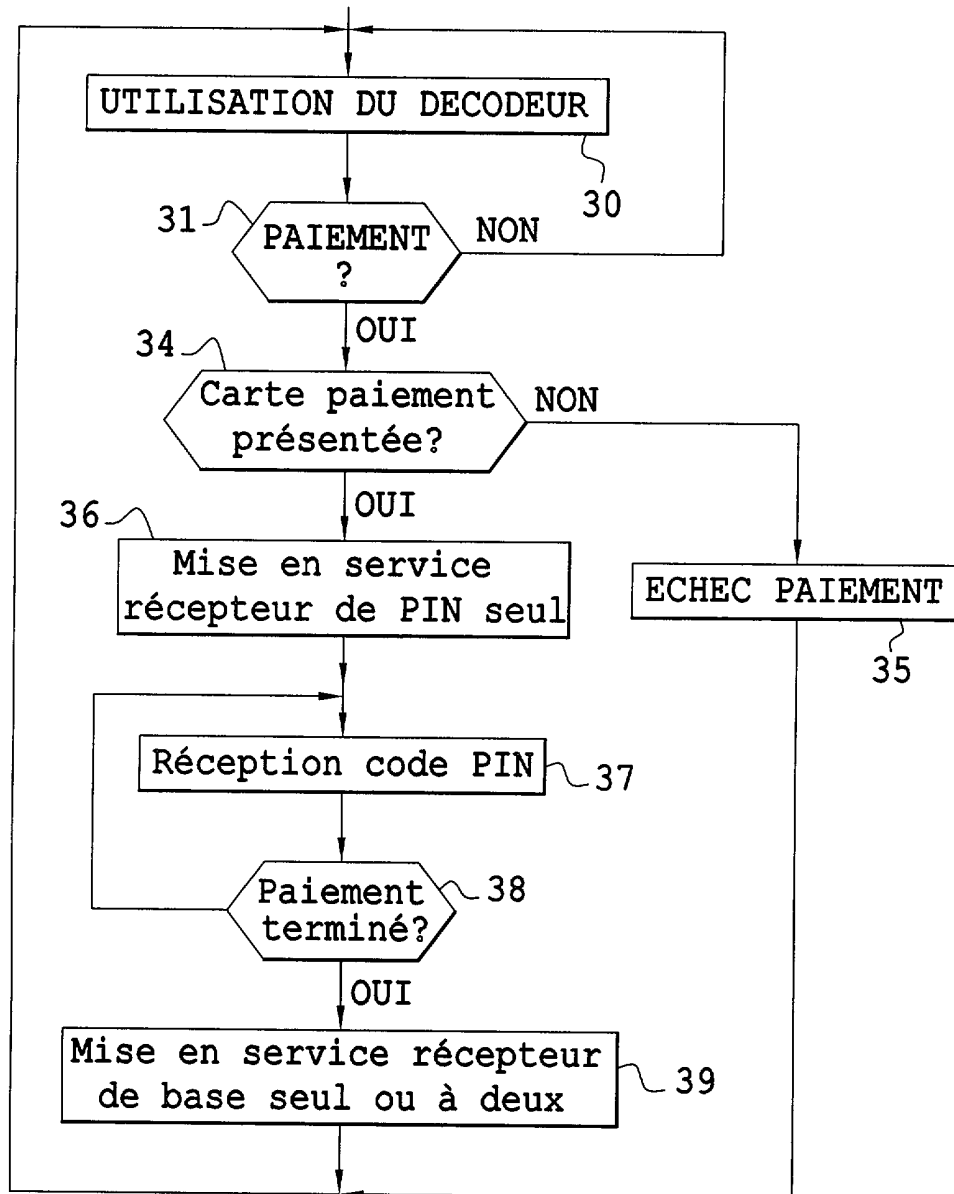 UTILISATION DU DECODEUR
30
31
PAIEMENT
?
NON
OUI
34
Carte paiement
présentée?
NON
OUI
36
Mise en service
récepteur de PIN seul
ECHEC PAIEMENT
35
Réception code PIN
37
Paiement
terminé?
38
OUI
Mise en service récepteur
de base seul ou à deux
39